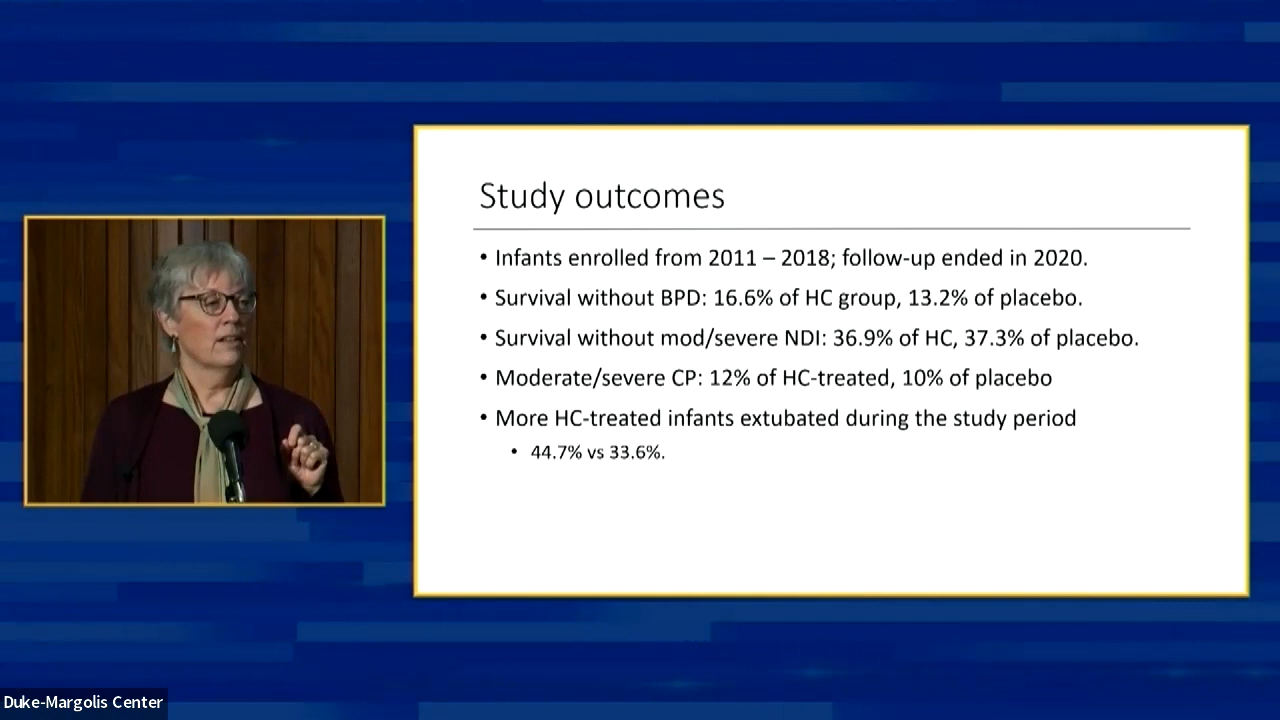 Study outcomes
• Infants enrolled from 2011 – 2018; follow-up ended in 2020.
• Survival without BPD: 16.6% of HC group, 13.2% of placebo.
• Survival without mod/severe NDI: 36.9% of HC, 37.3% of placebo.
• Moderate/severe CP: 12% of HC-treated, 10% of placebo
• More HC-treated infants extubated during the study period
• 44.7% vs 33.6%.
Duke-Margolis Center